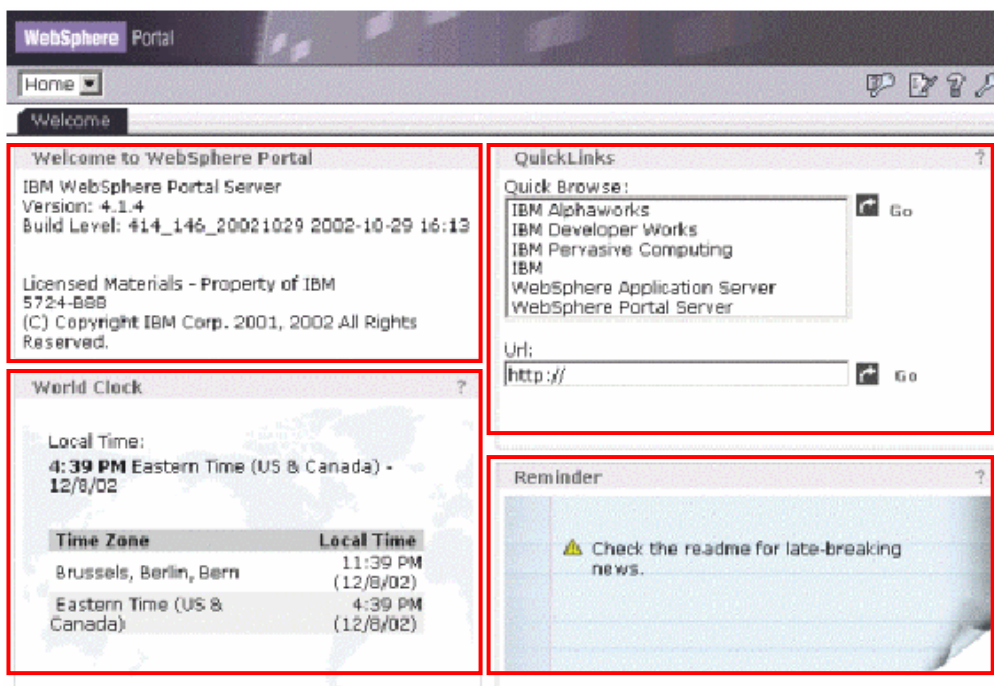 WebSphere Portal
Home
Welcome
Welcome to WebSphere Portal
IBM WebSphere Portal Server
Version: 4.1.4
Build Level: 414_146_20021029 2002-10-29 16:13
Licensed Materials - Property of IBM
5724-B88
(C) Copyright IBM Corp. 2001, 2002 All Rights
Reserved.
World Clock ?
Local Time:
4:39 PM Eastern Time (US & Canada) -
12/8/02
Time Zone Local Time
Brussels, Berlin, Bern 11:39 PM
(12/8/02)
Eastern Time (US & 4:39 PM
Canada) (12/8/02)
QuickLinks ?
Quick Browse:
IBM Alphaworks
IBM Developer Works
IBM Pervasive Computing
IBM
WebSphere Application Server
WebSphere Portal Server
Go
Url:
http:// Go
Reminder ?
Check the readme for late-breaking
news.